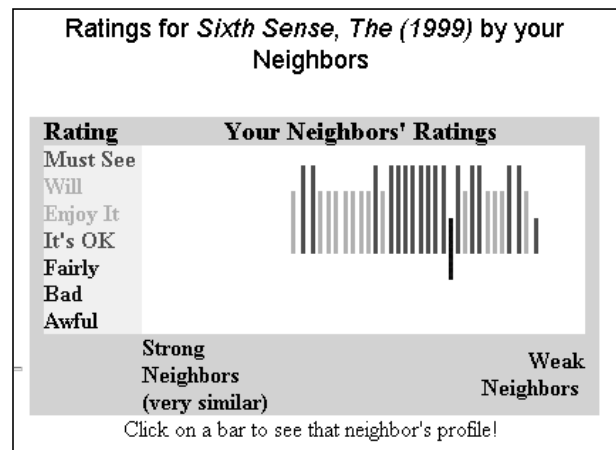 Ratings for Sixth Sense, The (1999) by your
Neighbors
Rating Your Neighbors' Ratings
Must See
Will
Enjoy It
It's OK
Fairly
Bad
Awful
Strong
Neighbors
(very similar)
Weak
Neighbors
Click on a bar to see that neighbor's profile!